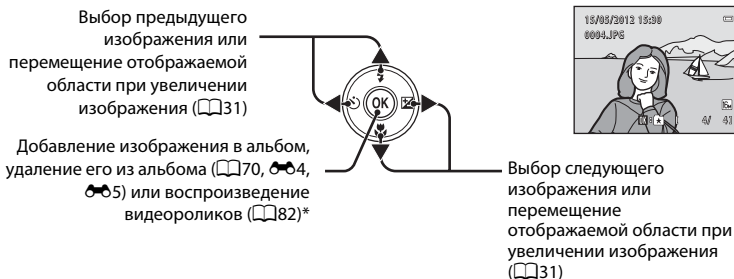 Выбор предыдущего
изображения или
перемещение отображаемой
области при увеличении
изображения (31)
Добавление изображения в альбом,
удаление его из альбома (70, 4,
5) или воспроизведение
видеороликов (82)*
OK
15/05/2012 15:30
0004.JPG
4/ 4
Выбор следующего
изображения или
перемещение
отображаемой области при
увеличении изображения
(31)